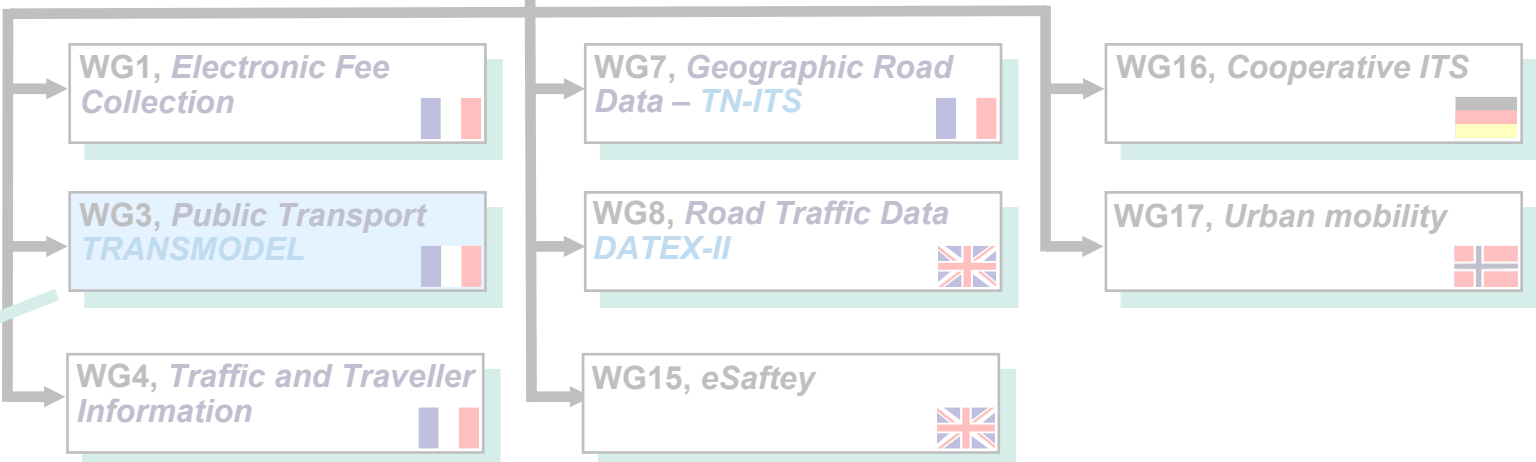 WG1, Electronic Fee
Collection
WG3, Public Transport
TRANSMODEL
WG4, Traffic and Traveller
Information
WG7, Geographic Road
Data – TN-ITS
WG8, Road Traffic Data
DATEX-II
WG15, eSaftey
WG16, Cooperative ITS
WG17, Urban mobility